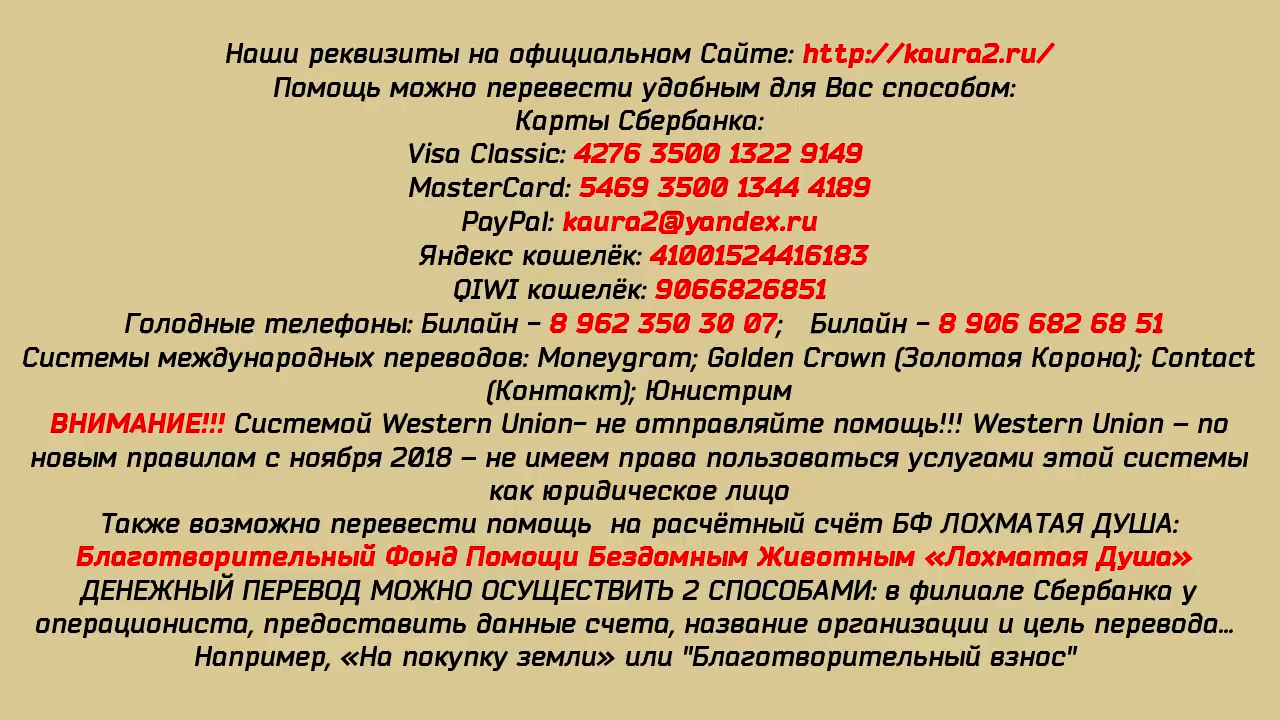 Наши реквизиты на официальном Сайте: http://kaura2.ru/
Помощь можно перевести удобным для Вас способом:
Карты Сбербанка:
Visa Classic: 4276 3500 1322 9149
MasterCard: 5469 3500 1344 4189
PayPal: kaura2@yandex.ru
Яндекс кошелёк: 41001524416183
QIWI кошелёк: 9066826851
Голодные телефоны: Билайн - 8 962 350 30 07; Билайн - 8 906 682 68 51
Системы международных переводов: Moneygram; Golden Crown (Золотая Корона); Contact
(Контакт); Юнистрим
ВНИМАНИЕ!!! Системой Western Union- не отправляйте помощь!!! Western Union – по
новым правилам с ноября 2018 – не имеем права пользоваться услугами этой системы
как юридическое лицо
Также возможно перевести помощь на расчётный счёт БФ ЛОХМАТАЯ ДУША:
Благотворительный Фонд Помощи Бездомным Животным «Лохматая Душа»
ДЕНЕЖНЫЙ ПЕРЕВОД МОЖНО ОСУЩЕСТВИТЬ 2 СПОСОБАМИ: в филиале Сбербанка у
операциониста, предоставить данные счета, название организации и цель перевода...
Например, «На покупку земли» или "Благотворительный взнос"